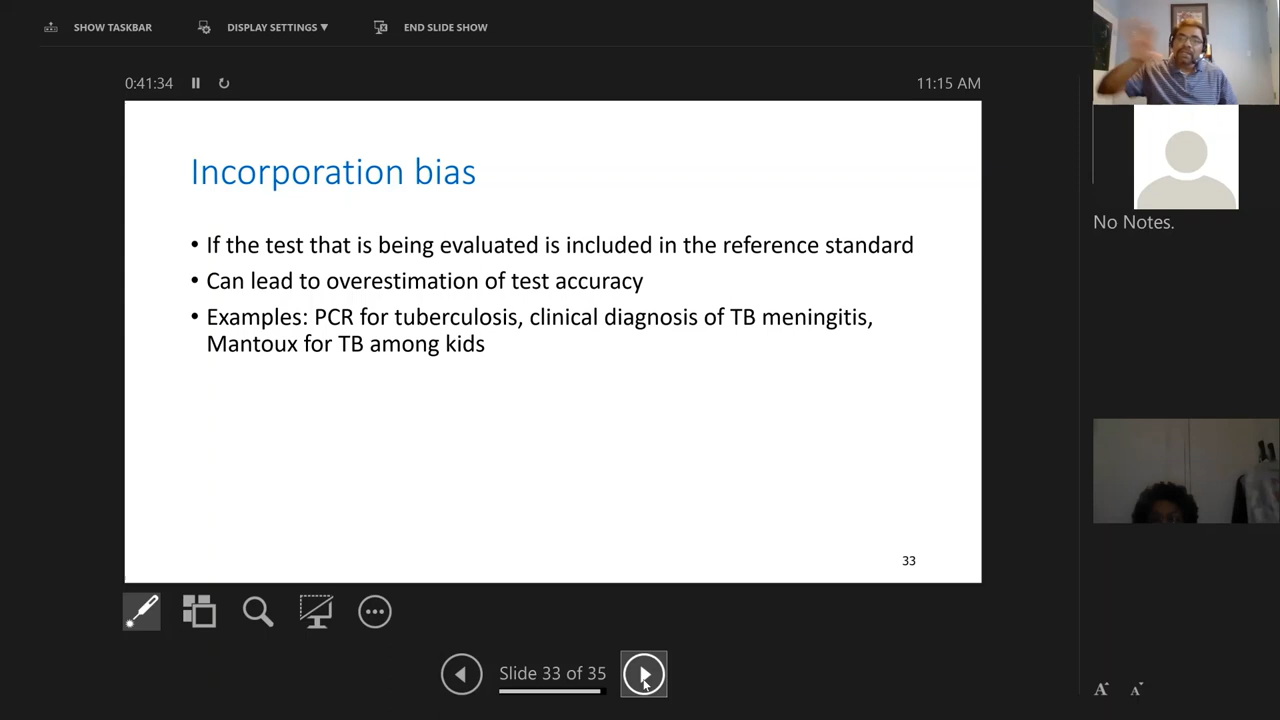 SHOW TASKBAR
DISPLAY SETTINGS ▼
END SLIDE SHOW
0:41:34
11:15 AM
Incorporation bias
• If the test that is being evaluated is included in the reference standard
• Can lead to overestimation of test accuracy
• Examples: PCR for tuberculosis, clinical diagnosis of TB meningitis,
Mantoux for TB among kids
33
No Notes.
Slide 33 of 35
A A